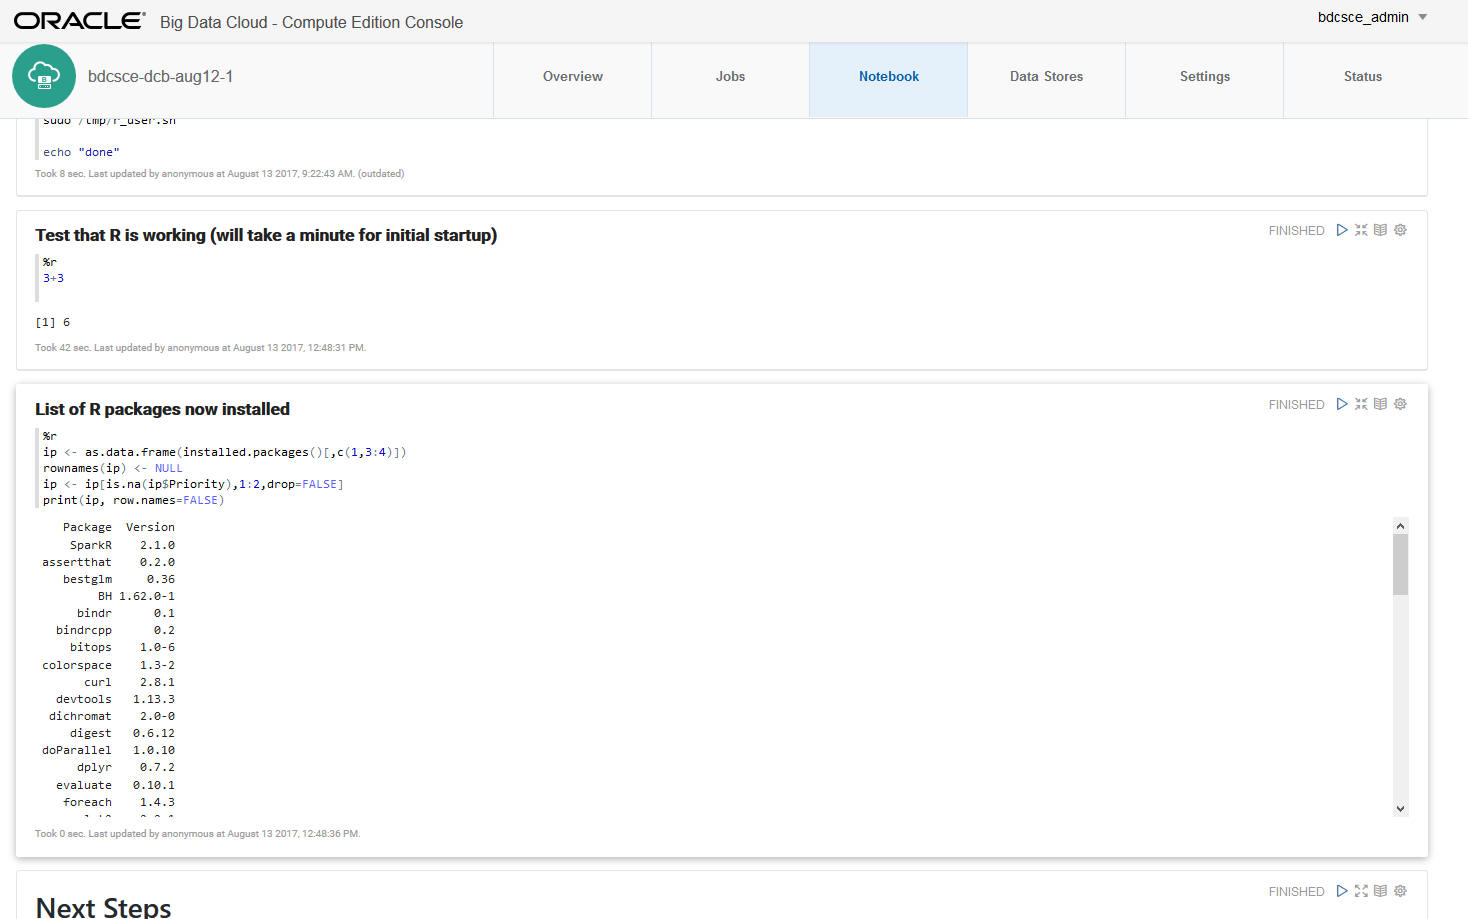 ORACLE Big Data Cloud - Compute Edition Console bdcsce_admin
bdcsce-dcb-aug12-1 Overview Jobs Notebook Data Stores Settings Status
sudo /tmp/r_user.sh
echo "done"
Took 8 sec. Last updated by anonymous at August 13 2017, 9:22:43 AM. (outdated)
Test that R is working (will take a minute for initial startup) FINISHED
%r
3+3
[1] 6
Took 42 sec. Last updated by anonymous at August 13 2017, 12:48:31 PM.
List of R packages now installed FINISHED
%r
ip <- as.data.frame(installed.packages()[,c(1,3:4)])
rownames(ip) <- NULL
ip <- ip[is.na(ip$Priority),1:2,drop=FALSE]
print(ip, row.names=FALSE)
Package Version
SparkR 2.1.0
assertthat 0.2.0
bestglm 0.36
BH 1.62.0-1
bindr 0.1
bindrcpp 0.2
bitops 1.0-6
colorspace 1.3-2
curl 2.8.1
devtools 1.13.3
dichromat 2.0-0
digest 0.6.12
doParallel 1.0.10
dplyr 0.7.2
evaluate 0.10.1
foreach 1.4.3
Took 0 sec. Last updated by anonymous at August 13 2017, 12:48:36 PM.
FINISHED
Next Steps